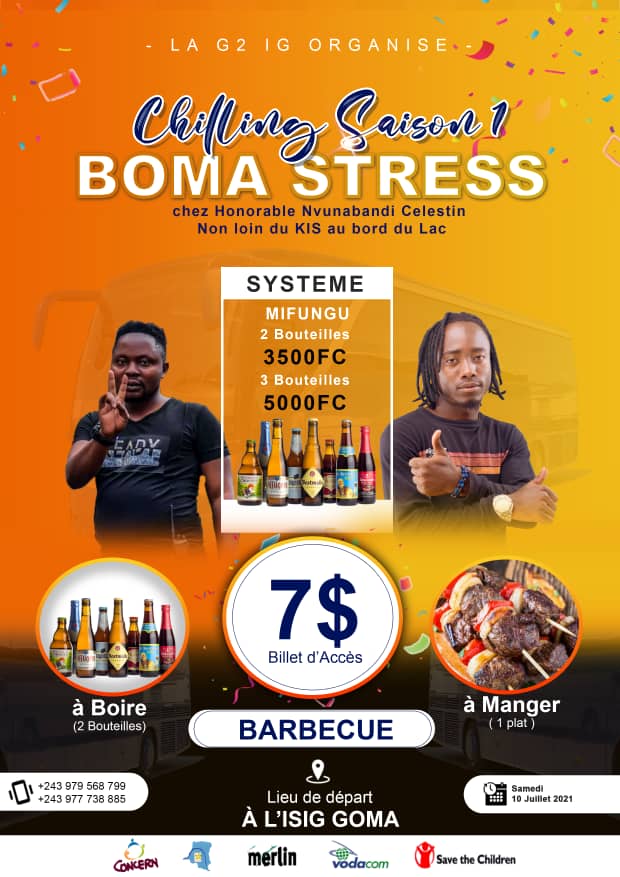 - LA G2 IG ORGANISE -
Chilling Saison 1
BOMA STRESS
chez Honorable Nvunabandi Celestin
Non loin du KIS au bord du Lac
SYSTEME
MIFUNGU
2 Bouteilles
3500FC
3 Bouteilles
5000FC
7$
Billet d'Accès
à Boire
(2 Bouteilles)
à Manger
( 1 plat )
BARBECUE
+243 979 568 799
+243 977 738 885
Lieu de départ
À L'ISIG GOMA
Samedi
10 Juillet 2021
CONCERN
merlin
vodacom
Save the Children